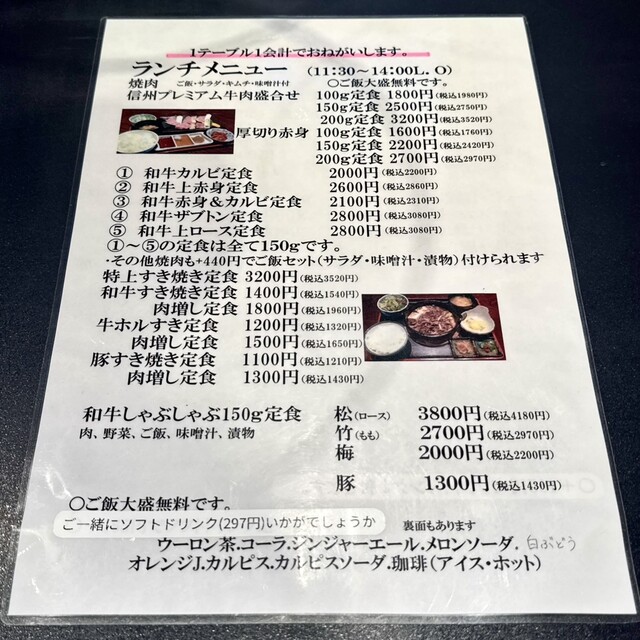 1テーブル1会計でおねがいします。
ランチメニュー (11:30~14:00L.O)
焼肉 ご飯・サラダ・キムチ・味噌汁付 〇ご飯大盛無料です。
信州プレミアム牛肉盛合せ 100g定食 1800円(税込1980円)
150g定食 2500円(税込2750円)
200g定食 3200円(税込3520円)
厚切り赤身 100g定食 1600円(税込1760円)
150g定食 2200円(税込2420円)
200g定食 2700円(税込2970円)
① 和牛カルビ定食 2000円(税込2200円)
② 和牛上赤身定食 2600円(税込2860円)
③ 和牛赤身&カルビ定食 2100円(税込2310円)
④ 和牛ザブトン定食 2800円(税込3080円)
⑤ 和牛上ロース定食 2800円(税込3080円)
①~⑤の定食は全て150gです。
・その他焼肉も+440円でご飯セット(サラダ・味噌汁・漬物)付けられます
特上すき焼き定食 3200円(税込3520円)
和牛すき焼き定食 1400円(税込1540円)
肉増し定食 1800円(税込1960円)
牛ホルすき定食 1200円(税込1320円)
肉増し定食 1500円(税込1650円)
豚すき焼き定食 1100円(税込1210円)
肉増し定食 1300円(税込1430円)
和牛しゃぶしゃぶ150g定食 松(ロース) 3800円(税込4180円)
肉、野菜、ご飯、味噌汁、漬物 竹(もも) 2700円(税込2970円)
梅 2000円(税込2200円)
豚 1300円(税込1430円)
〇ご飯大盛無料です。
ご一緒にソフトドリンク(297円)いかがでしょうか 裏面もあります
ウーロン茶.コーラ.ジンジャーエール.メロンソーダ. 白ぶどう
オレンジJ.カルピス.カルピスソーダ.珈琲(アイス・ホット)